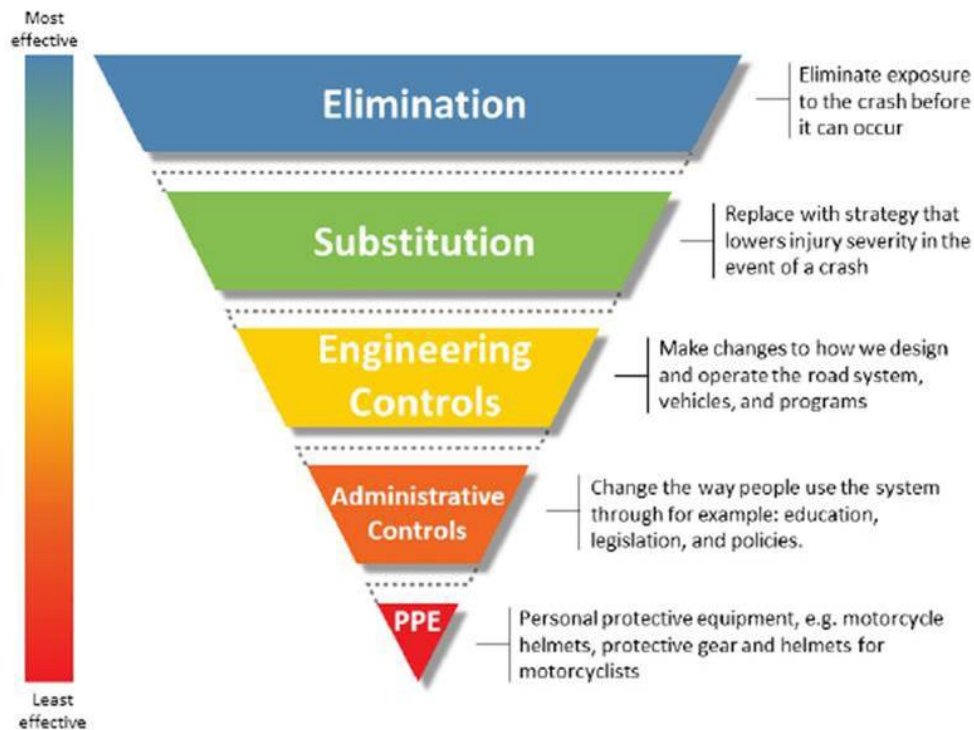 Most
effective
Elimination
Eliminate exposure
to the crash before
it can occur
Substitution
Replace with strategy that
lowers injury severity in the
event of a crash
Engineering
Controls
Make changes to how we design
and operate the road system,
vehicles, and programs
Administrative
Controls
Change the way people use the system
through for example: education,
legislation, and policies.
PPE
Personal protective equipment, e.g. motorcycle
helmets, protective gear and helmets for
motorcyclists
Least
effective